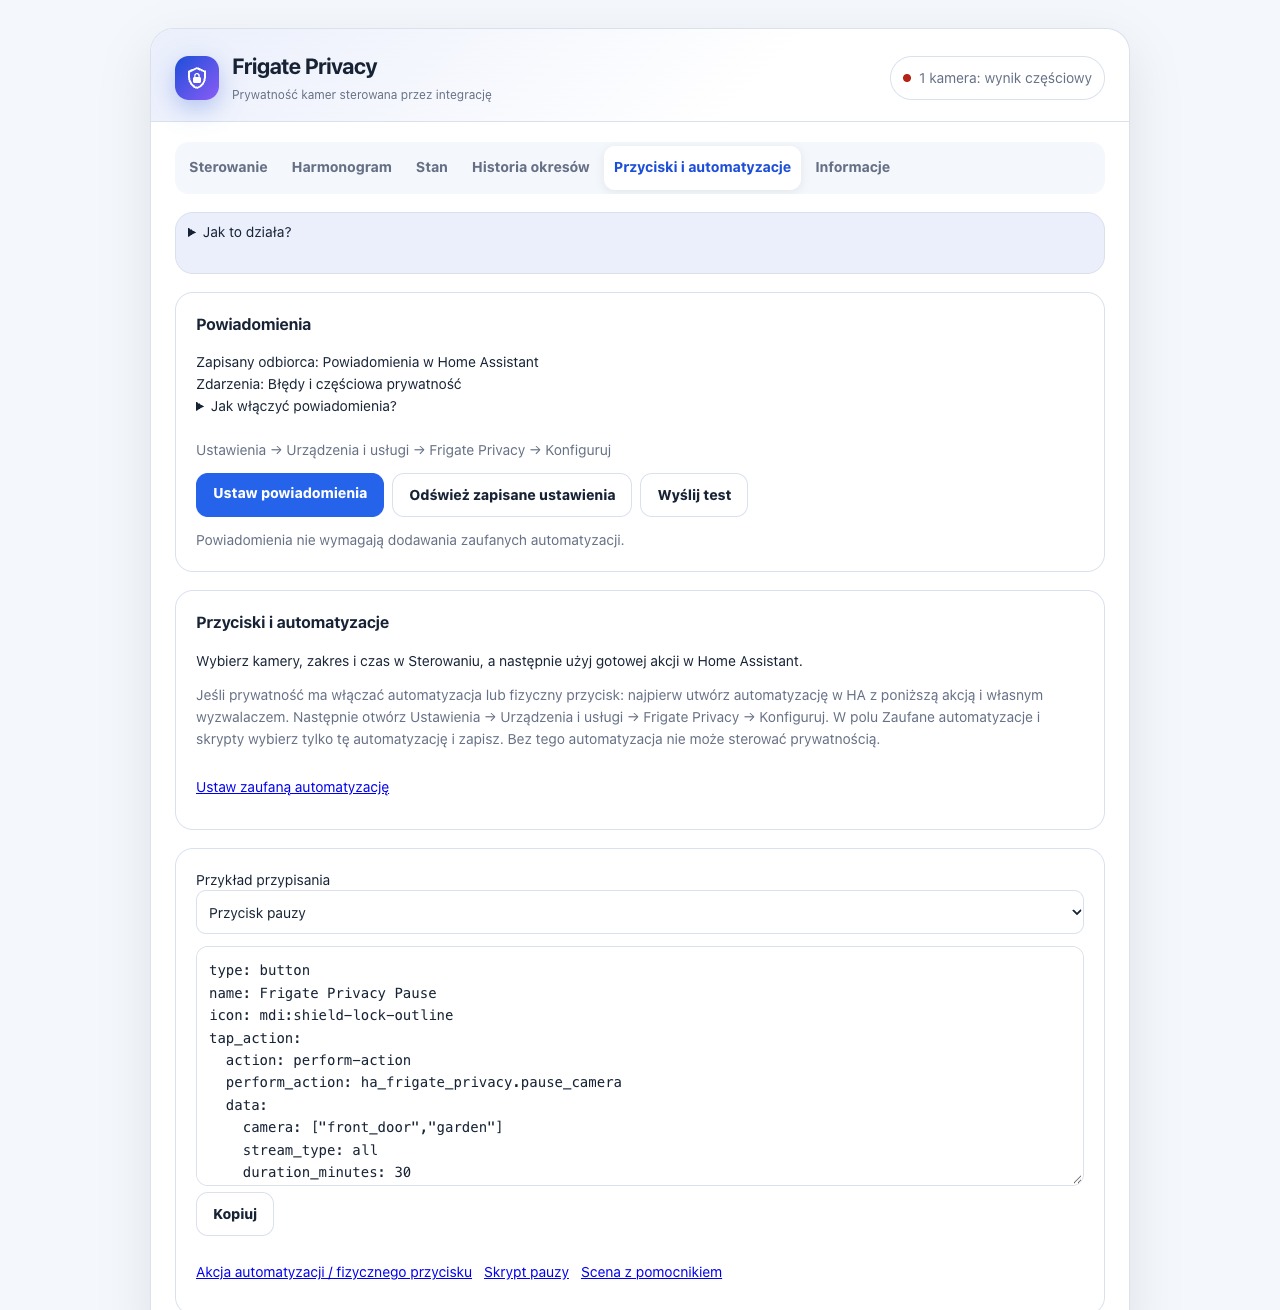 Frigate Privacy
Prywatność kamer sterowana przez integrację
1 kamera: wynik częściowy
Sterowanie
Harmonogram
Stan
Historia okresów
Przyciski i automatyzacje
Informacje
Jak to działa?
Powiadomienia
Zapisany odbiorca: Powiadomienia w Home Assistant
Zdarzenia: Błędy i częściowa prywatność
Jak włączyć powiadomienia?
Ustawienia → Urządzenia i usługi → Frigate Privacy → Konfiguruj
Ustaw powiadomienia
Odśwież zapisane ustawienia
Wyślij test
Powiadomienia nie wymagają dodawania zaufanych automatyzacji.
Przyciski i automatyzacje
Wybierz kamery, zakres i czas w Sterowaniu, a następnie użyj gotowej akcji w Home Assistant.
Jeśli prywatność ma włączać automatyzacja lub fizyczny przycisk: najpierw utwórz automatyzację w HA z poniższą akcją i własnym
wyzwalaczem. Następnie otwórz Ustawienia → Urządzenia i usługi → Frigate Privacy → Konfiguruj. W polu Zaufane automatyzacje i
skrypty wybierz tylko tę automatyzację i zapisz. Bez tego automatyzacja nie może sterować prywatnością.
Ustaw zaufaną automatyzację
Przykład przypisania
Przycisk pauzy
type: button
name: Frigate Privacy Pause
icon: mdi:shield-lock-outline
tap_action:
  action: perform-action
  perform_action: ha_frigate_privacy.pause_camera
  data:
    camera: ["front_door","garden"]
    stream_type: all
    duration_minutes: 30
Kopiuj
Akcja automatyzacji / fizycznego przycisku
Skrypt pauzy
Scena z pomocnikiem